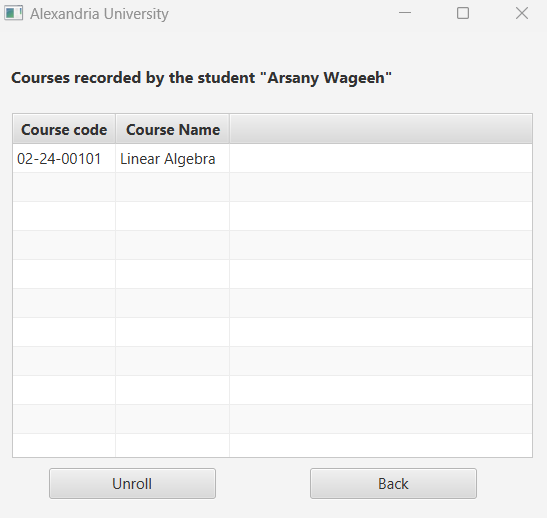 Alexandria University
Courses recorded by the student "Arsany Wageeh"
Course code Course Name
02-24-00101 Linear Algebra
Unroll Back